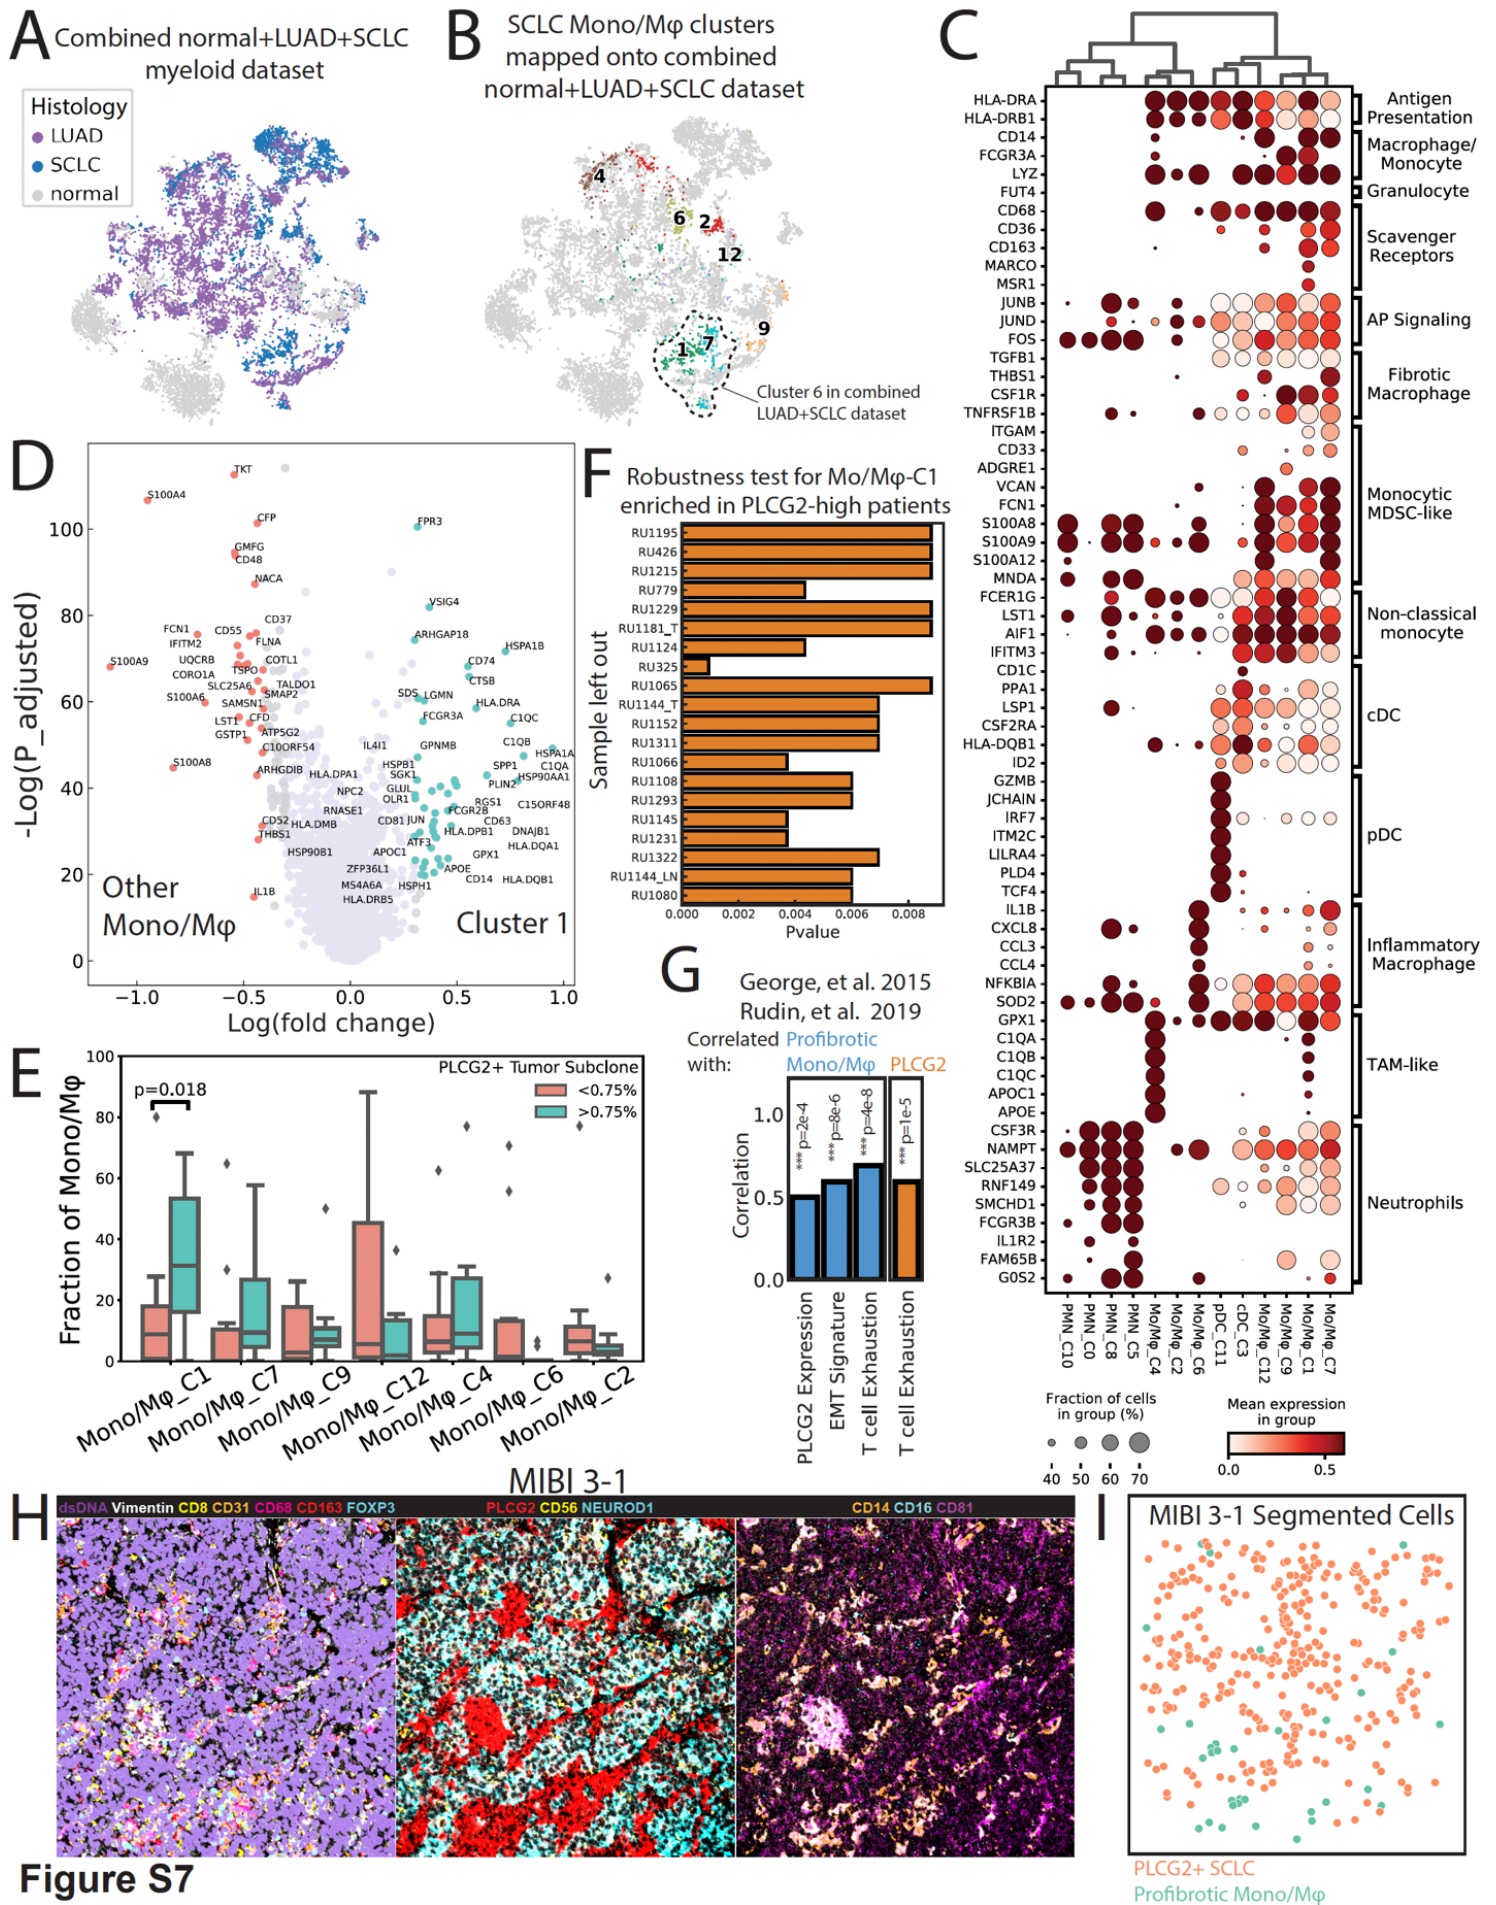 A
Combined normal+LUAD+SCLC
myeloid dataset
Histology
LUAD
SCLC
normal
B
SCLC Mono/Mφ clusters
mapped onto combined
normal+LUAD+SCLC dataset
4
6
2
12
9
1
7
Cluster 6 in combined
LUAD+SCLC dataset
C
HLA-DRA
HLA-DRB1
CD14
FCGR3A
LYZ
FUT4
CD68
CD36
CD163
MARCO
MSR1
JUNB
JUND
FOS
TGFB1
THBS1
CSF1R
TNFRSF1B
ITGAM
CD33
ADGRE1
VCAN
FCN1
S100A8
S100A9
S100A12
MNDA
FCER1G
LST1
AIF1
IFITM3
CD1C
PPA1
LSP1
CSF2RA
HLA-DQB1
ID2
GZMB
JCHAIN
IRF7
ITM2C
LILRA4
PLD4
TCF4
IL1B
CXCL8
CCL3
CCL4
NFKBIA
SOD2
GPX1
C1QA
C1QB
C1QC
APOC1
APOE
CSF3R
NAMPT
SLC25A37
RNF149
SMCHD1
FCGR3B
IL1R2
FAM65B
G0S2
Antigen
Presentation
Macrophage/
Monocyte
Granulocyte
Scavenger
Receptors
AP Signaling
Fibrotic
Macrophage
Monocytic
MDSC-like
Non-classical
monocyte
cDC
pDC
Inflammatory
Macrophage
TAM-like
Neutrophils
PMN_C10
PMN_C0
PMN_C8
PMN_C5
Mo/Mφ_C4
Mo/Mφ_C2
Mo/Mφ_C6
pDC_C11
cDC_C3
Mo/Mφ_C12
Mo/Mφ_C9
Mo/Mφ_C1
Mo/Mφ_C7
Fraction of cells
in group (%)
40 50 60 70
Mean expression
in group
0.0 0.5
D
-Log(P_adjusted)
100
80
60
40
20
0
−1.0 −0.5 0.0 0.5 1.0
Log(fold change)
Other
Mono/Mφ
Cluster 1
TKT
S100A4
CFP
GMFG
CD48
NACA
CD37
FCN1
CD55
IFITM2
FLNA
UQCRB
COTL1
S100A9
TSPO
CORO1A
SLC25A6
TALDO1
S100A6
SMAP2
SAMSN1
LST1
CFD
GSTP1
ATP5G2
C10ORF54
S100A8
ARHGDIB
CD52
THBS1
IL1B
FPR3
VSIG4
ARHGAP18
HSPA1B
CD74
CTSB
SDS
LGMN
HLA.DRA
FCGR3A
C1QC
IL4I1
GPNMB
C1QB
HSPA1A
HSPB1
SPP1
C1QA
HLA.DPA1
SGK1
HSP90AA1
NPC2
GLUL
PLIN2
OLR1
RGS1
C15ORF48
RNASE1
FCGR2B
HLA.DMB
CD81
JUN
CD63
HLA.DPB1
DNAJB1
ATF3
HLA.DQA1
HSP90B1
APOC1
GPX1
ZFP36L1
APOE
MS4A6A
HSPH1
CD14
HLA.DQB1
HLA.DRB5
E
Fraction of Mono/Mφ
100
80
60
40
20
0
p=0.018
PLCG2+ Tumor Subclone
<0.75%
>0.75%
Mono/Mφ_C1
Mono/Mφ_C7
Mono/Mφ_C9
Mono/Mφ_C12
Mono/Mφ_C4
Mono/Mφ_C6
Mono/Mφ_C2
F
Robustness test for Mo/Mφ-C1
enriched in PLCG2-high patients
Sample left out
RU1195
RU426
RU1215
RU779
RU1229
RU1181_T
RU1124
RU325
RU1065
RU1144_T
RU1152
RU1311
RU1066
RU1108
RU1293
RU1145
RU1231
RU1322
RU1144_LN
RU1080
0.000 0.002 0.004 0.006 0.008
Pvalue
G
George, et al. 2015
Rudin, et al. 2019
Correlated
with:
Profibrotic
Mono/Mφ
PLCG2
Correlation
1.0
0.5
0.0
*** p=2e-4
*** p=8e-6
*** p=4e-8
*** p=1e-5
PLCG2 Expression
EMT Signature
T cell Exhaustion
T cell Exhaustion
H
MIBI 3-1
dsDNA Vimentin CD8 CD31 CD68 CD163 FOXP3
PLCG2 CD56 NEUROD1
CD14 CD16 CD81
I
MIBI 3-1 Segmented Cells
PLCG2+ SCLC
Profibrotic Mono/Mφ
Figure S7